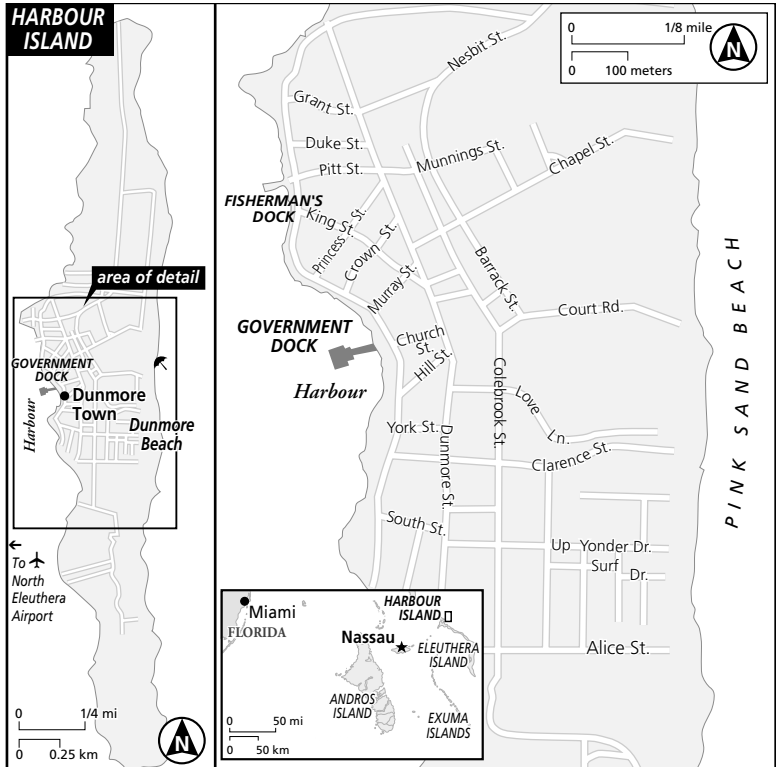 HARBOUR
ISLAND
area of detail
GOVERNMENT
DOCK
Harbour
Dunmore
Town
Dunmore
Beach
To
North
Eleuthera
Airport
0 1/4 mi
0 0.25 km
N
0 1/8 mile
0 100 meters
N
Nesbit St.
Grant St.
Duke St.
Pitt St.
Munnings St.
Chapel St.
FISHERMAN'S
DOCK
King St.
Princess St.
Crown St.
Murray St.
Barrack St.
Court Rd.
GOVERNMENT
DOCK
Harbour
Church
St.
Hill St.
Colebrook St.
Love
Ln.
York St.
Dunmore St.
Clarence St.
South St.
Up Yonder Dr.
Surf
Dr.
Alice St.
PINK SAND BEACH
Miami
FLORIDA
HARBOUR
ISLAND
Nassau
ELEUTHERA
ISLAND
ANDROS
ISLAND
EXUMA
ISLANDS
0 50 mi
0 50 km